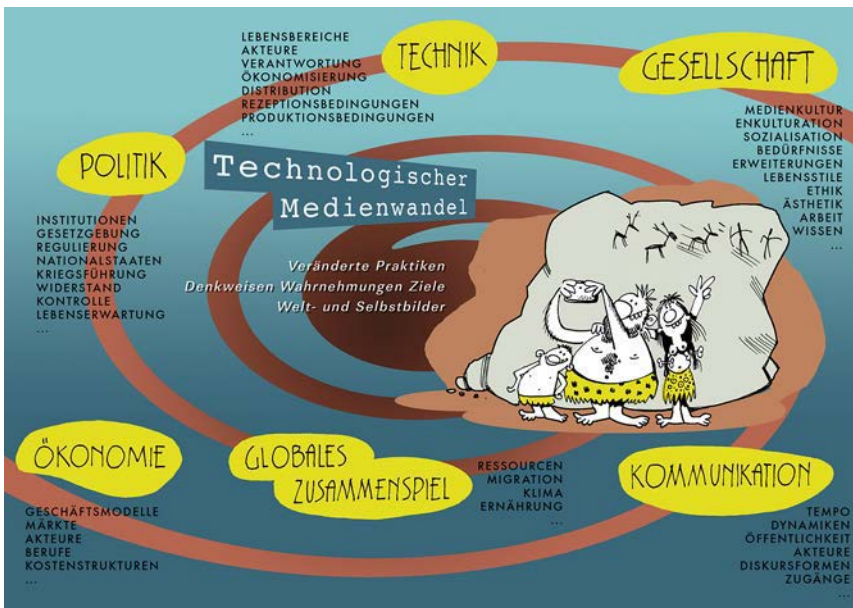 TECHNIK
LEBENSBEREICHE
AKTEURE
VERANTWORTUNG
ÖKONOMISIERUNG
DISTRIBUTION
REZEPTIONSBEDINGUNGEN
PRODUKTIONSBEDINGUNGEN
...
GESELLSCHAFT
MEDIENKULTUR
ENKULTURATION
SOZIALISATION
BEDÜRFNISSE
ERWEITERUNGEN
LEBENSSTILE
ETHIK
ÄSTHETIK
ARBEIT
WISSEN
...
POLITIK
INSTITUTIONEN
GESETZGEBUNG
REGULIERUNG
NATIONALSTAATEN
KRIEGSFÜHRUNG
WIDERSTAND
KONTROLLE
LEBENSERWARTUNG
...
Technologischer
Medienwandel
Veränderte Praktiken
Denkweisen Wahrnehmungen Ziele
Welt- und Selbstbilder
ÖKONOMIE
GESCHÄFTSMODELLE
MÄRKTE
AKTEURE
BERUFE
KOSTENSTRUKTUREN
...
GLOBALES
ZUSAMMENSPIEL
RESSOURCEN
MIGRATION
KLIMA
ERNÄHRUNG
...
KOMMUNIKATION
TEMPO
DYNAMIKEN
ÖFFENTLICHKEIT
AKTEURE
DISKURSFORMEN
ZUGÄNGE
...